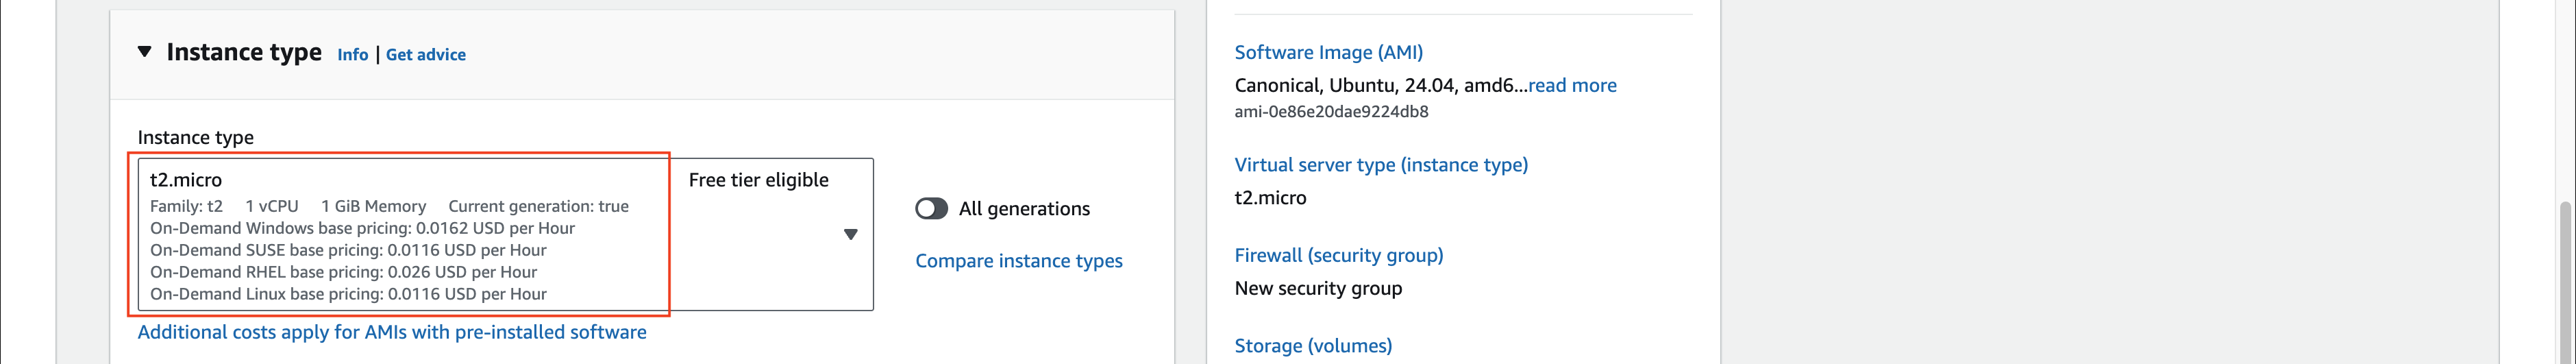 Instance type Info | Get advice
Instance type
t2.micro
Free tier eligible
Family: t2 1 vCPU 1 GiB Memory Current generation: true
On-Demand Windows base pricing: 0.0162 USD per Hour
On-Demand SUSE base pricing: 0.0116 USD per Hour
On-Demand RHEL base pricing: 0.026 USD per Hour
On-Demand Linux base pricing: 0.0116 USD per Hour
All generations
Compare instance types
Additional costs apply for AMIs with pre-installed software
Software Image (AMI)
Canonical, Ubuntu, 24.04, amd6...read more
ami-0e86e20dae9224db8
Virtual server type (instance type)
t2.micro
Firewall (security group)
New security group
Storage (volumes)